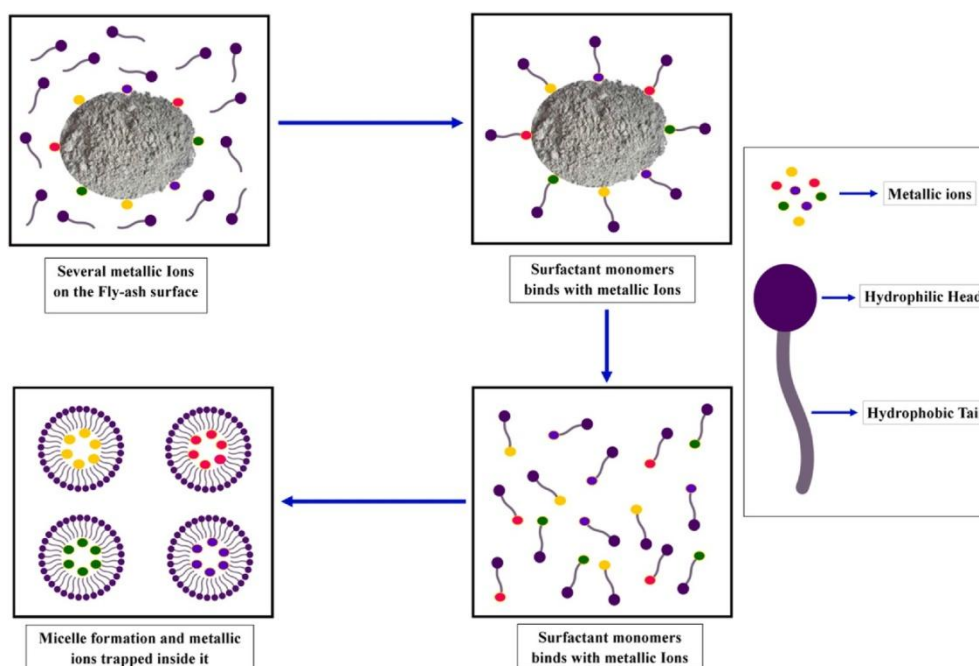 Several metallic Ions
on the Fly-ash surface
Surfactant monomers
binds with metallic Ions
Metallic ions
Hydrophilic Head
Hydrophobic Tai
Micelle formation and metallic
ions trapped inside it
Surfactant monomers
binds with metallic Ions